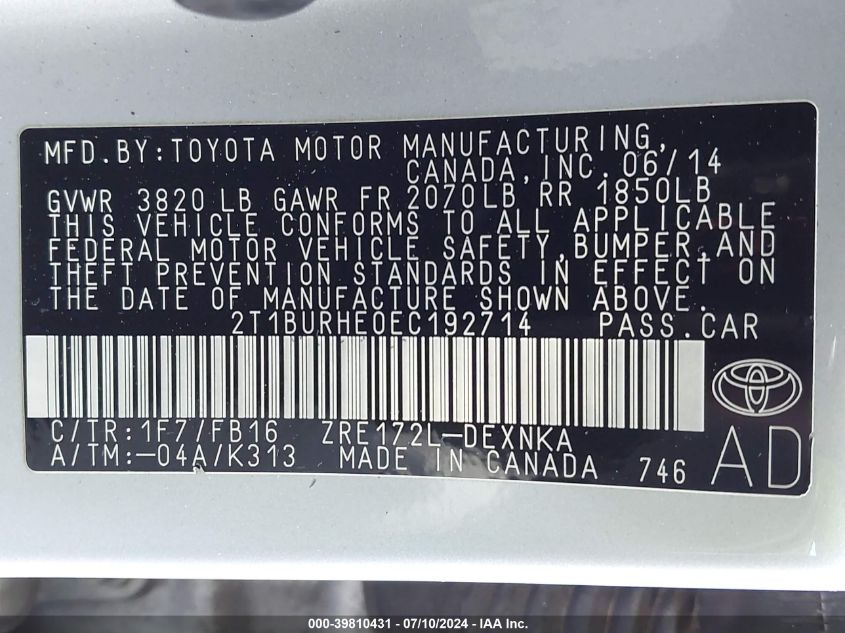 MFD.BY:TOYOTA MOTOR MANUFACTURING,
CANADA,INC. 06/14
GVWR 3820 LB GAWR FR 2070LB RR 1850LB
THIS VEHICLE CONFORMS TO ALL APPLICABLE
FEDERAL MOTOR VEHICLE SAFETY,BUMPER,AND
THEFT PREVENTION STANDARDS IN EFFECT ON
THE DATE OF MANUFACTURE SHOWN ABOVE.
2T1BURHE0EC192714 PASS.CAR
C/TR:1F7/FB16 ZRE172L-DEXNKA
A/TM:-04A/K313 MADE IN CANADA 746 AD
000-39810431 / 07/10/2024 - IAA Inc.